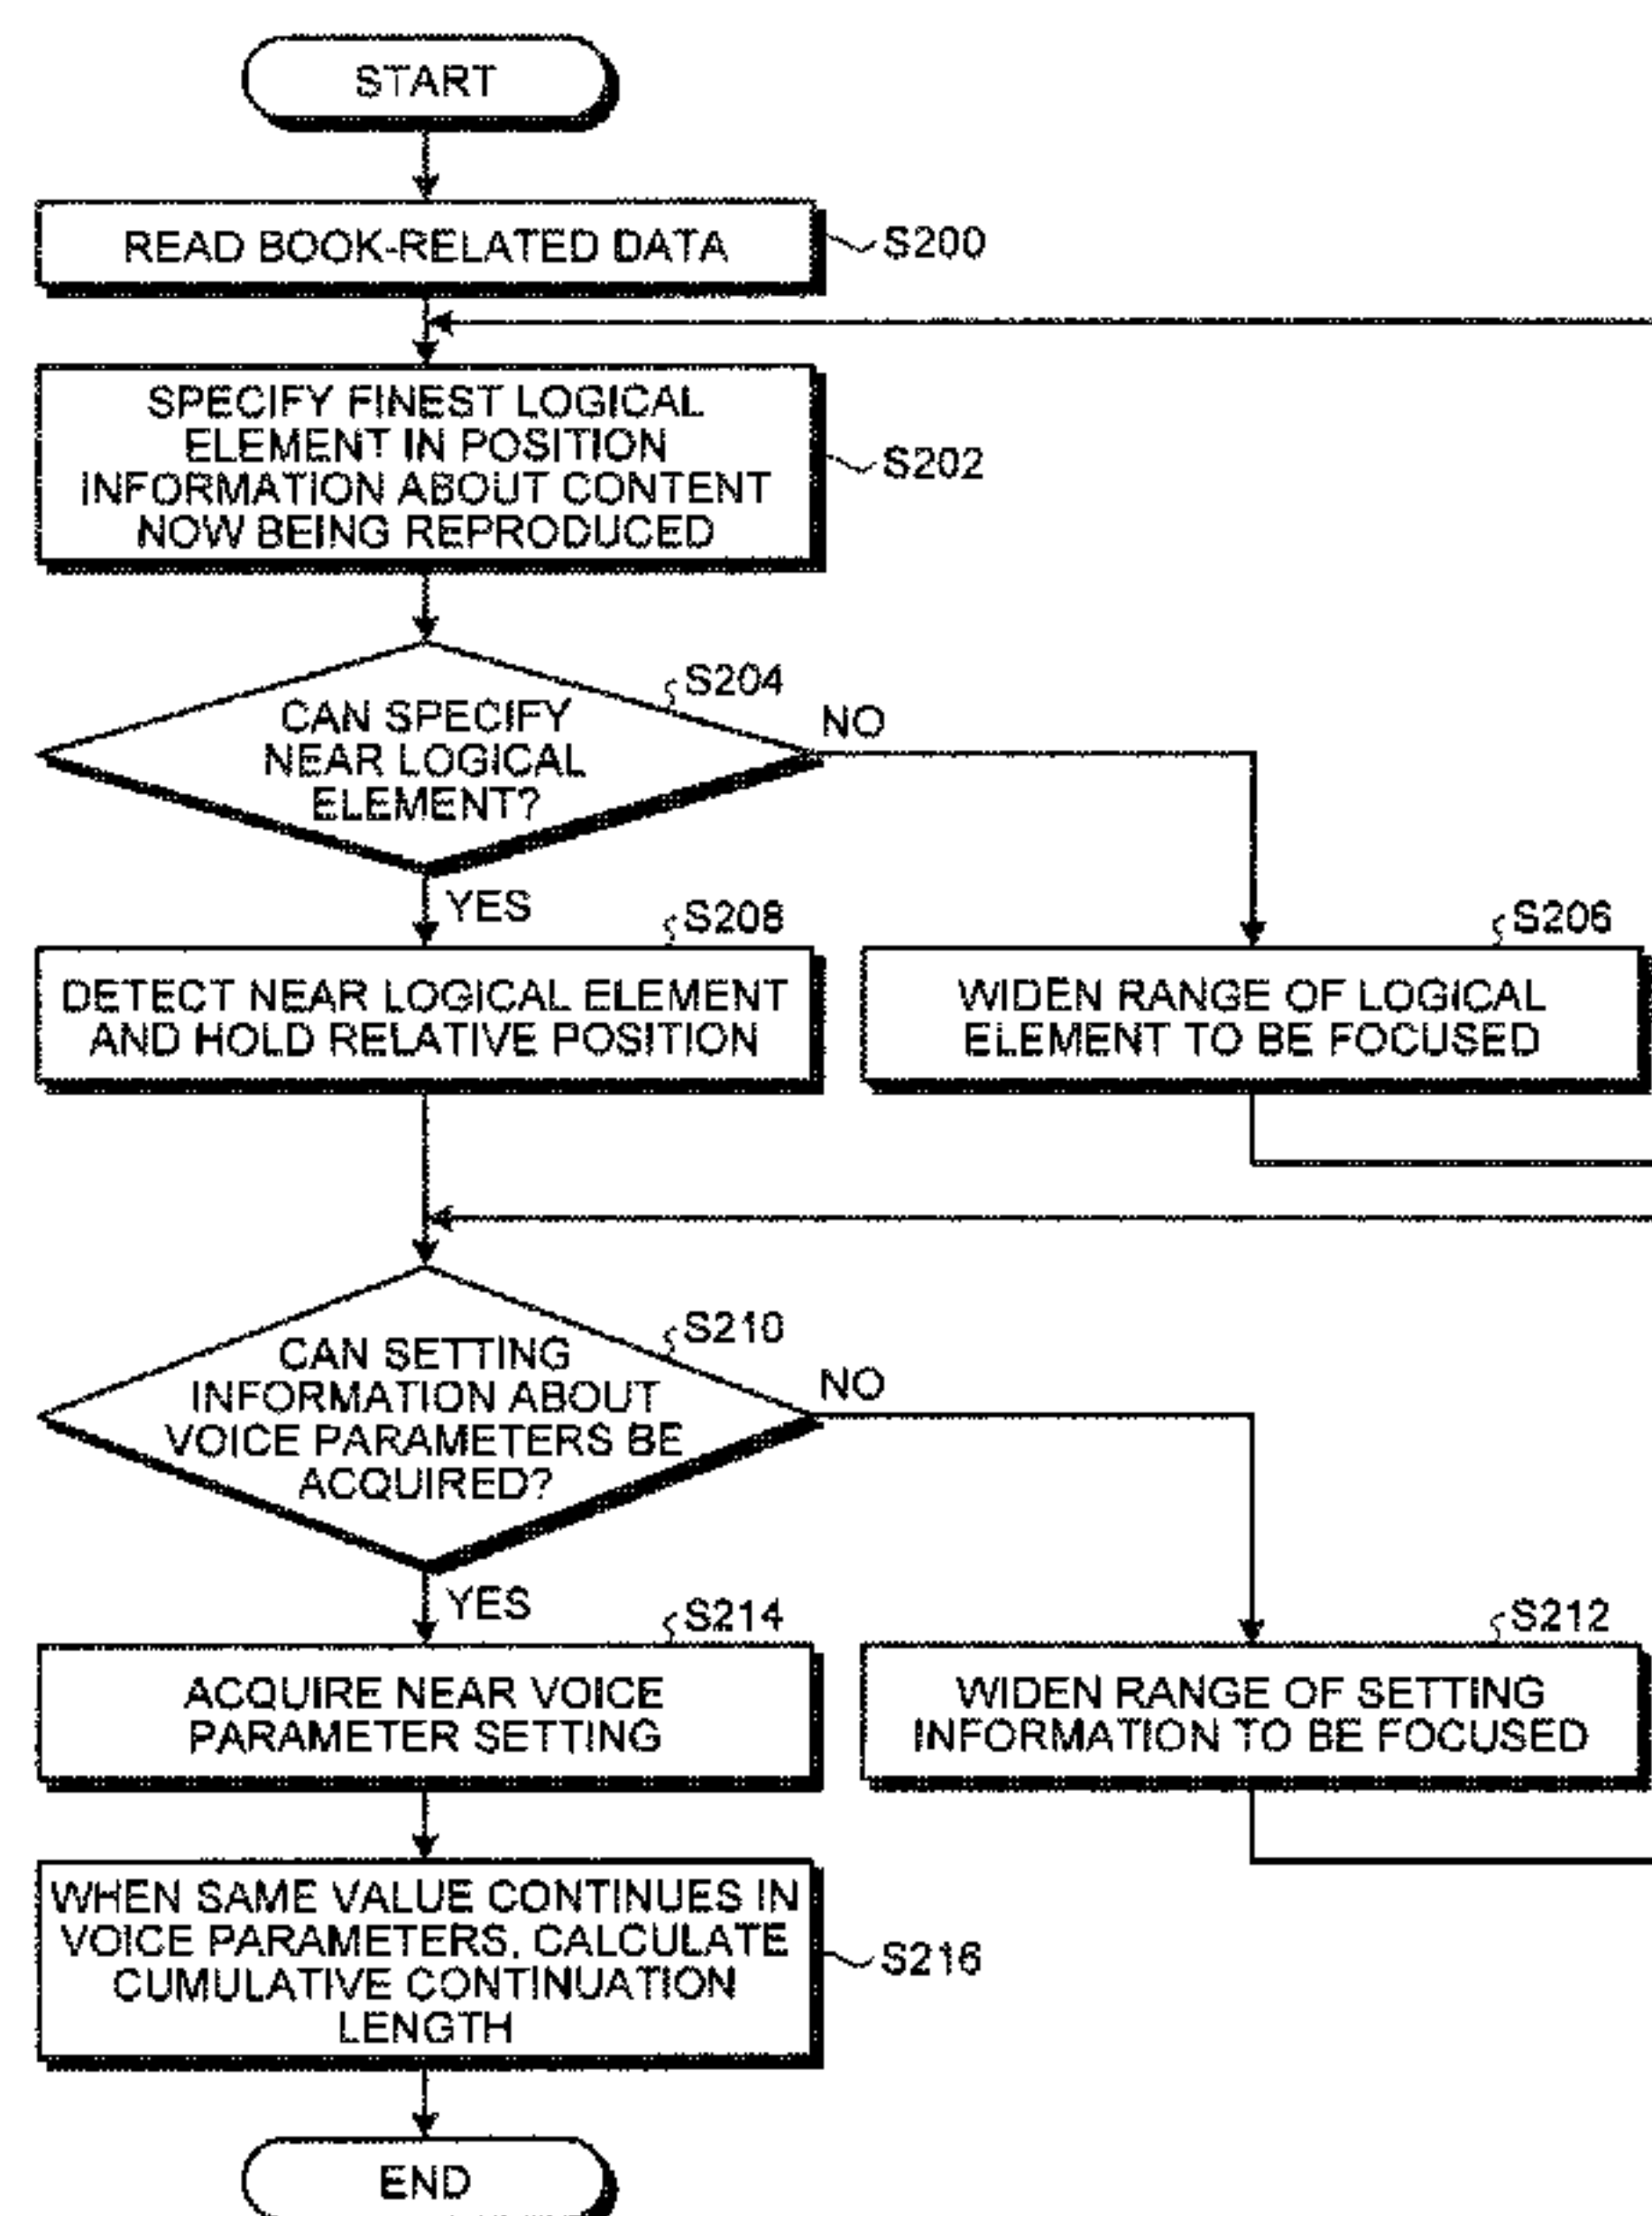 START
READ BOOK-RELATED DATA
S200
SPECIFY FINEST LOGICAL
ELEMENT IN POSITION
INFORMATION ABOUT CONTENT
NOW BEING REPRODUCED
S202
S204
CAN SPECIFY
NEAR LOGICAL
ELEMENT?
NO
YES
S208
DETECT NEAR LOGICAL ELEMENT
AND HOLD RELATIVE POSITION
S206
WIDEN RANGE OF LOGICAL
ELEMENT TO BE FOCUSED
S210
CAN SETTING
INFORMATION ABOUT
VOICE PARAMETERS BE
ACQUIRED?
NO
YES
S214
ACQUIRE NEAR VOICE
PARAMETER SETTING
S212
WIDEN RANGE OF SETTING
INFORMATION TO BE FOCUSED
WHEN SAME VALUE CONTINUES IN
VOICE PARAMETERS, CALCULATE
CUMULATIVE CONTINUATION
LENGTH
S216
END